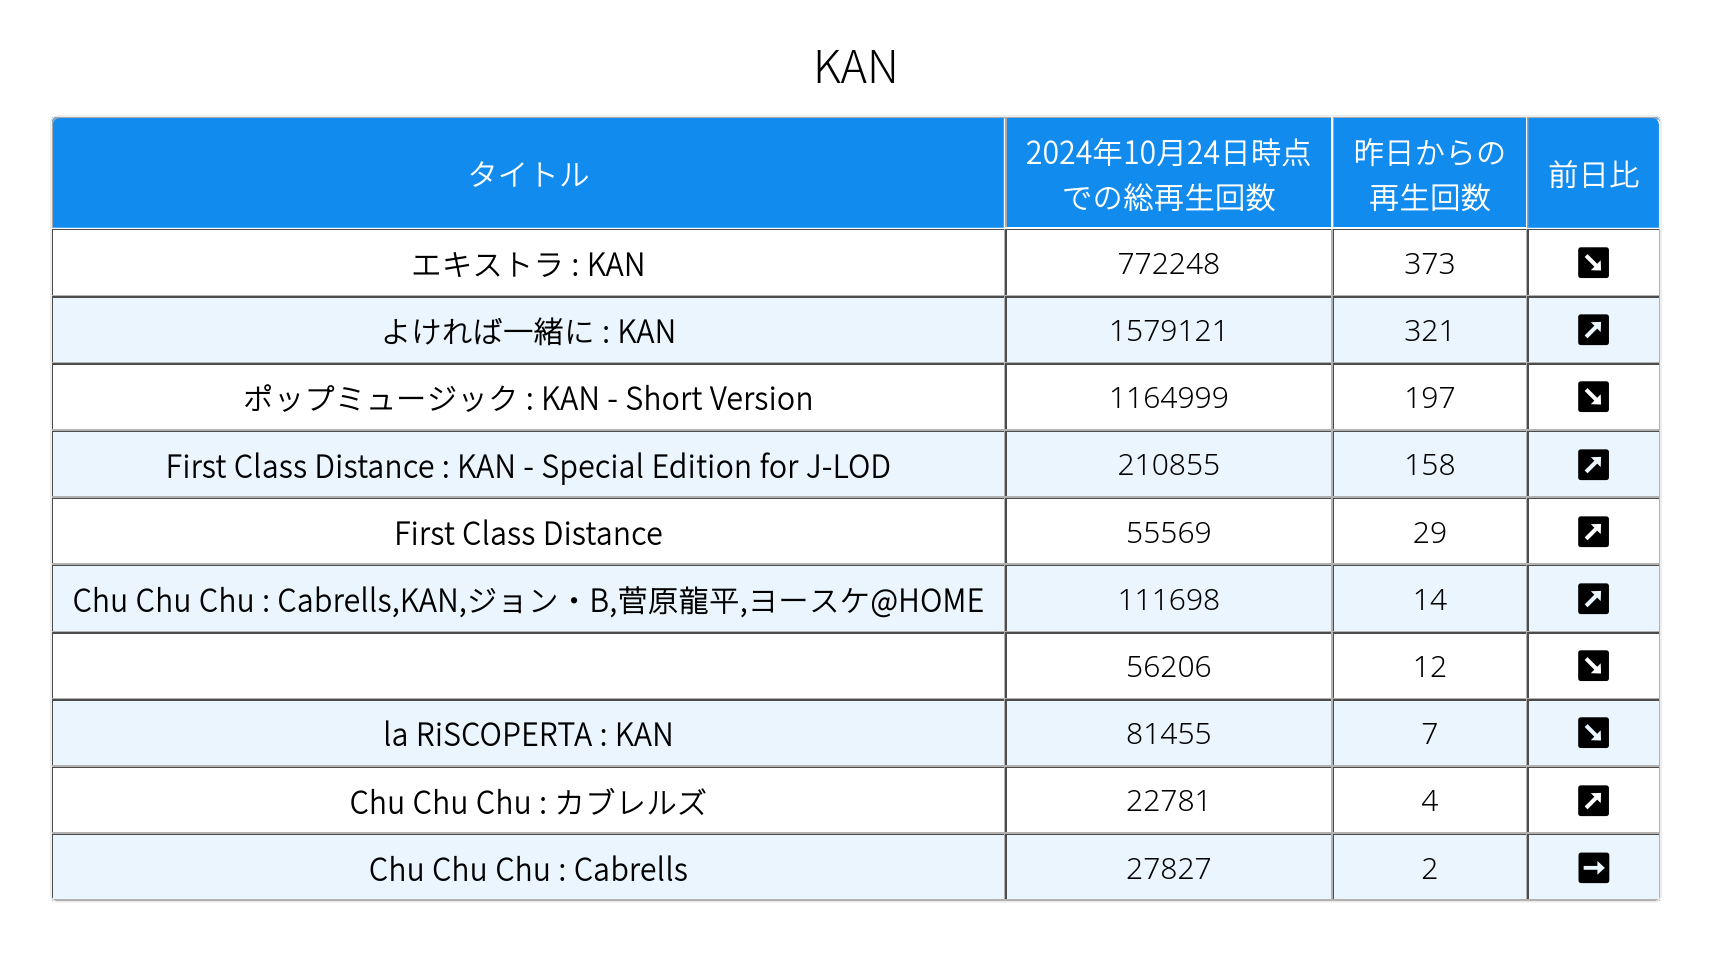 KAN
タイトル 2024年10月24日時点での総再生回数 昨日からの再生回数 前日比
エキストラ : KAN 772248 373 ↘
よければ一緒に : KAN 1579121 321 ↗
ポップミュージック : KAN - Short Version 1164999 197 ↘
First Class Distance : KAN - Special Edition for J-LOD 210855 158 ↗
First Class Distance 55569 29 ↗
Chu Chu Chu : Cabrells,KAN,ジョン・B,菅原龍平,ヨースケ@HOME 111698 14 ↗
56206 12 ↘
la RiSCOPERTA : KAN 81455 7 ↘
Chu Chu Chu : カブレルズ 22781 4 ↗
Chu Chu Chu : Cabrells 27827 2 →